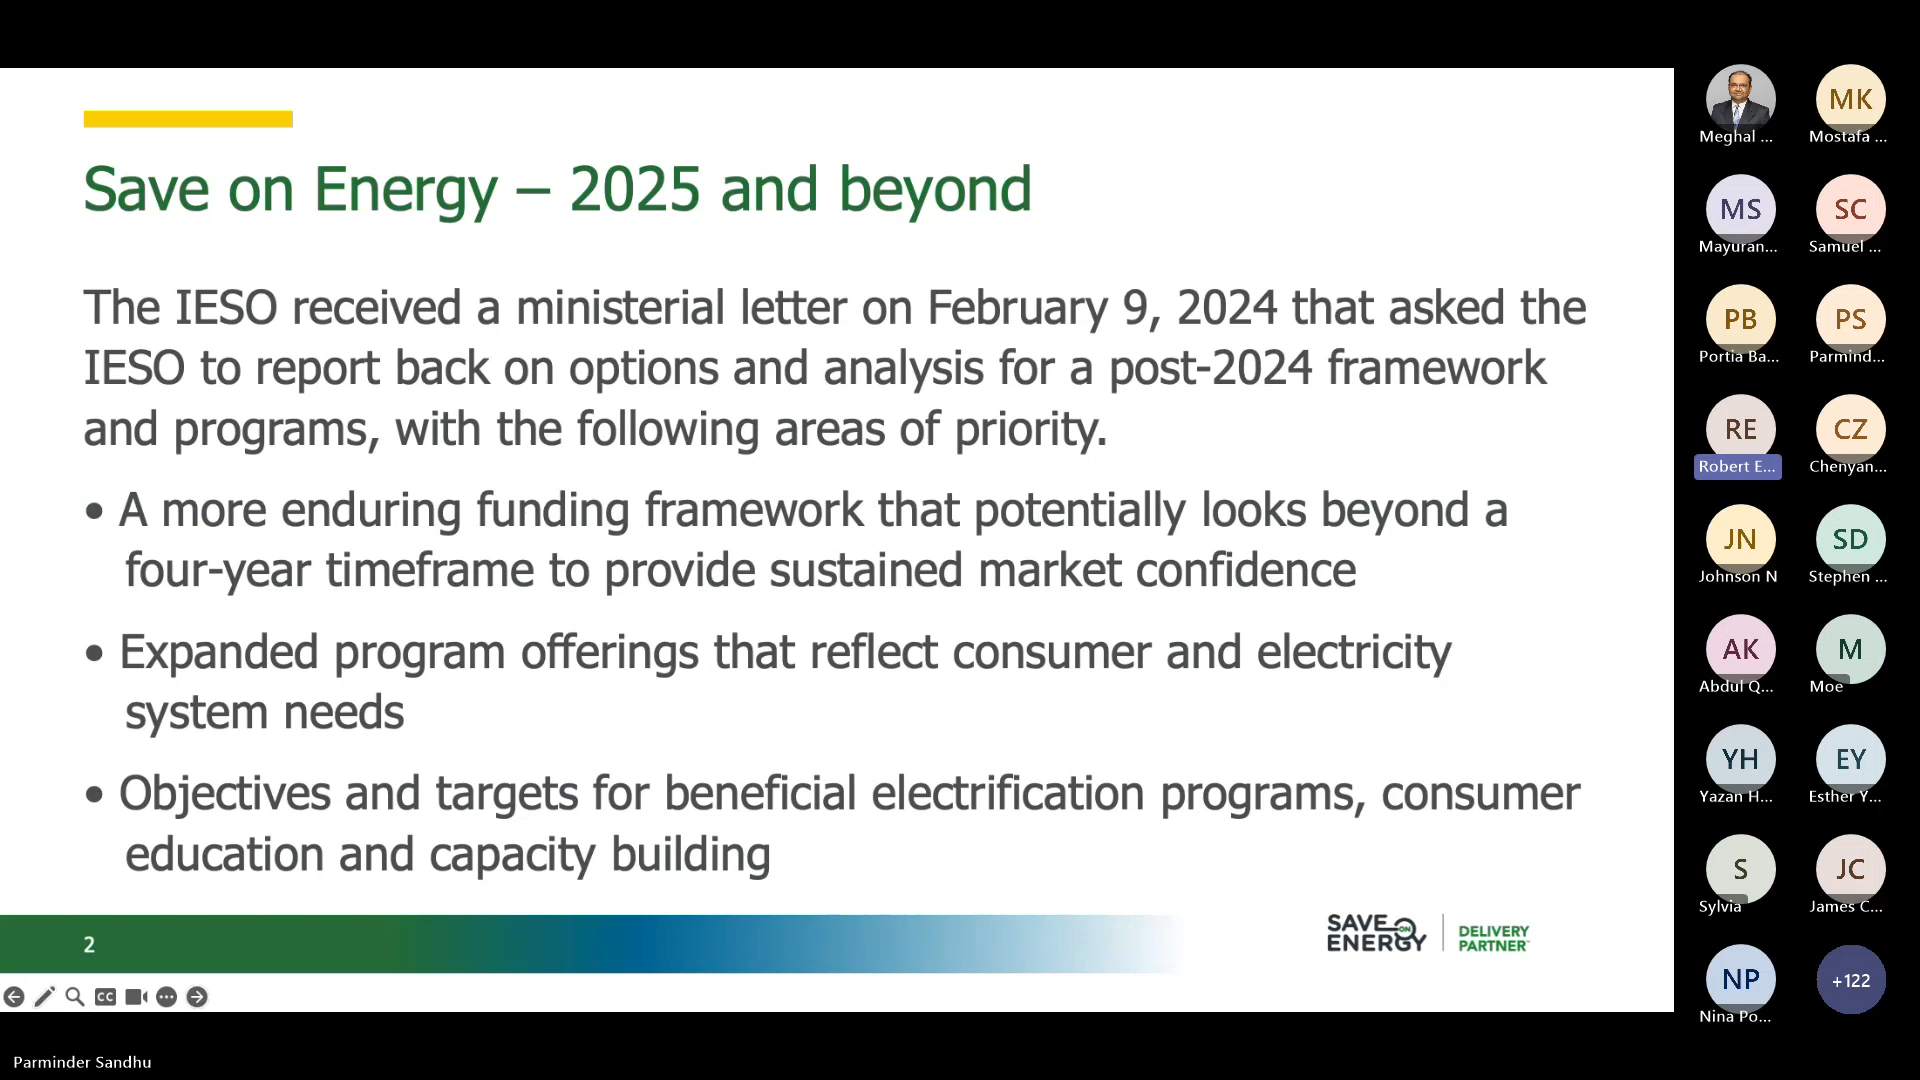 Save on Energy – 2025 and beyond
The IESO received a ministerial letter on February 9, 2024 that asked the
IESO to report back on options and analysis for a post-2024 framework
and programs, with the following areas of priority.
• A more enduring funding framework that potentially looks beyond a
four-year timeframe to provide sustained market confidence
• Expanded program offerings that reflect consumer and electricity
system needs
• Objectives and targets for beneficial electrification programs, consumer
education and capacity building
2
SAVE ON
ENERGY
DELIVERY
PARTNER™
CC
Parminder Sandhu
Meghal ...
MK
Mostafa ...
MS
Mayuran...
SC
Samuel ...
PB
Portia Ba...
PS
Parmind...
RE
Robert E...
CZ
Chenyan...
JN
Johnson N
SD
Stephen ...
AK
Abdul Q...
M
Moe
YH
Yazan H...
EY
Esther Y...
S
Sylvia
JC
James C...
NP
Nina Po...
+122